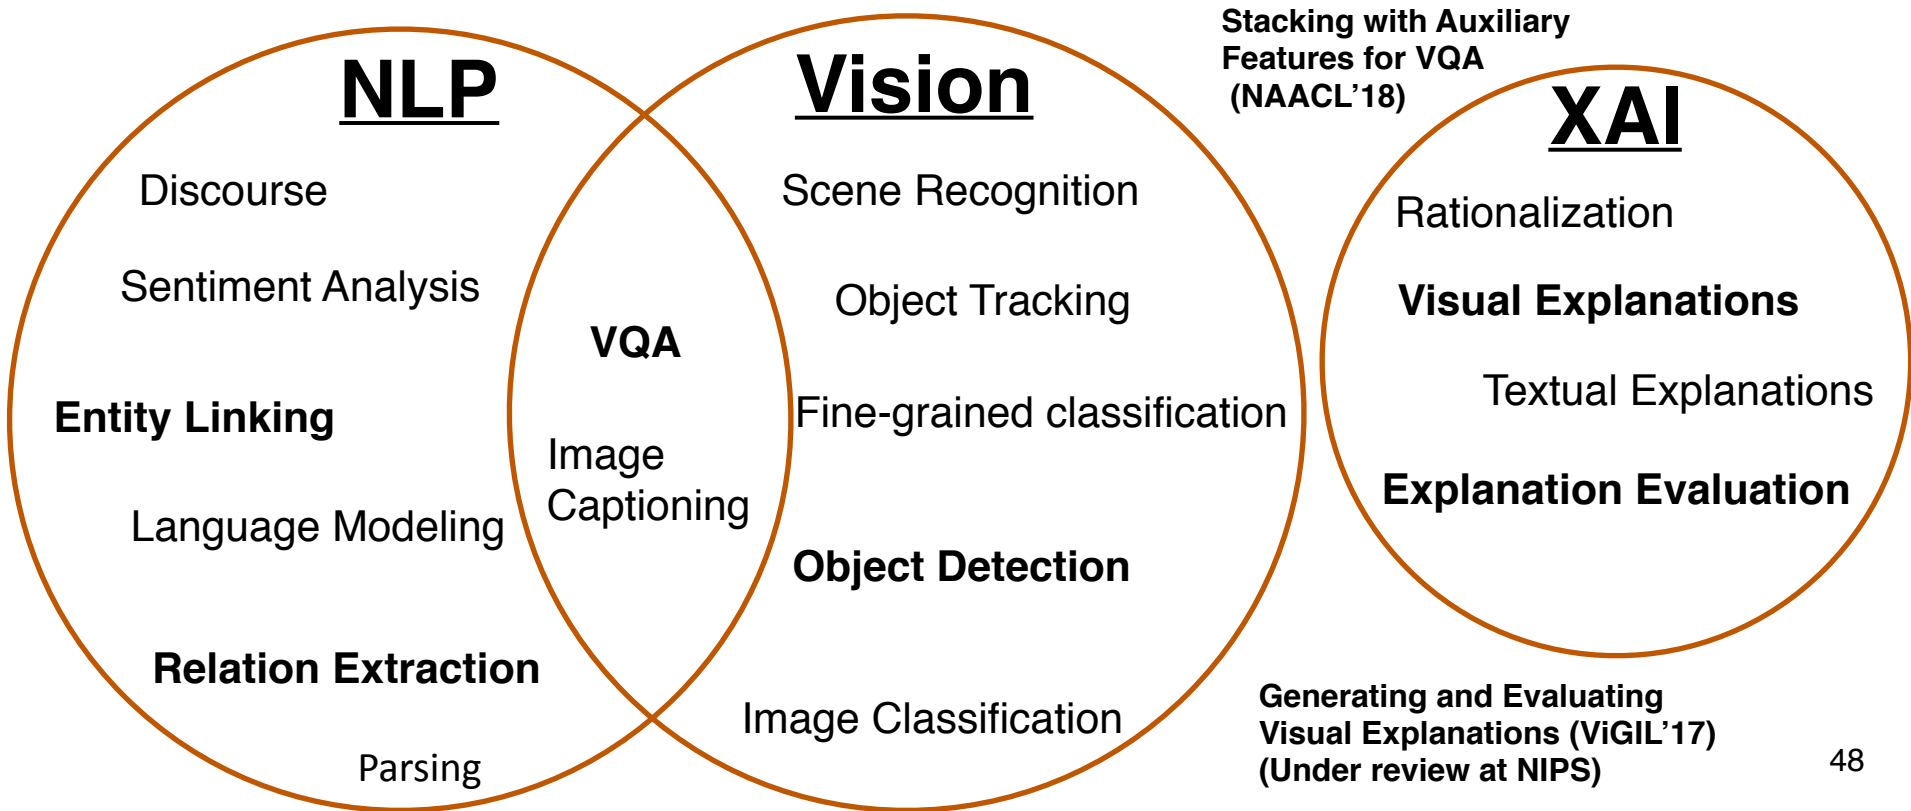 NLP
Discourse
Sentiment Analysis
Entity Linking
Language Modeling
Relation Extraction
Parsing
VQA
Image
Captioning
Vision
Scene Recognition
Object Tracking
Fine-grained classification
Object Detection
Image Classification
Stacking with Auxiliary
Features for VQA
(NAACL’18)
XAI
Rationalization
Visual Explanations
Textual Explanations
Explanation Evaluation
Generating and Evaluating
Visual Explanations (ViGIL’17)
(Under review at NIPS)
48